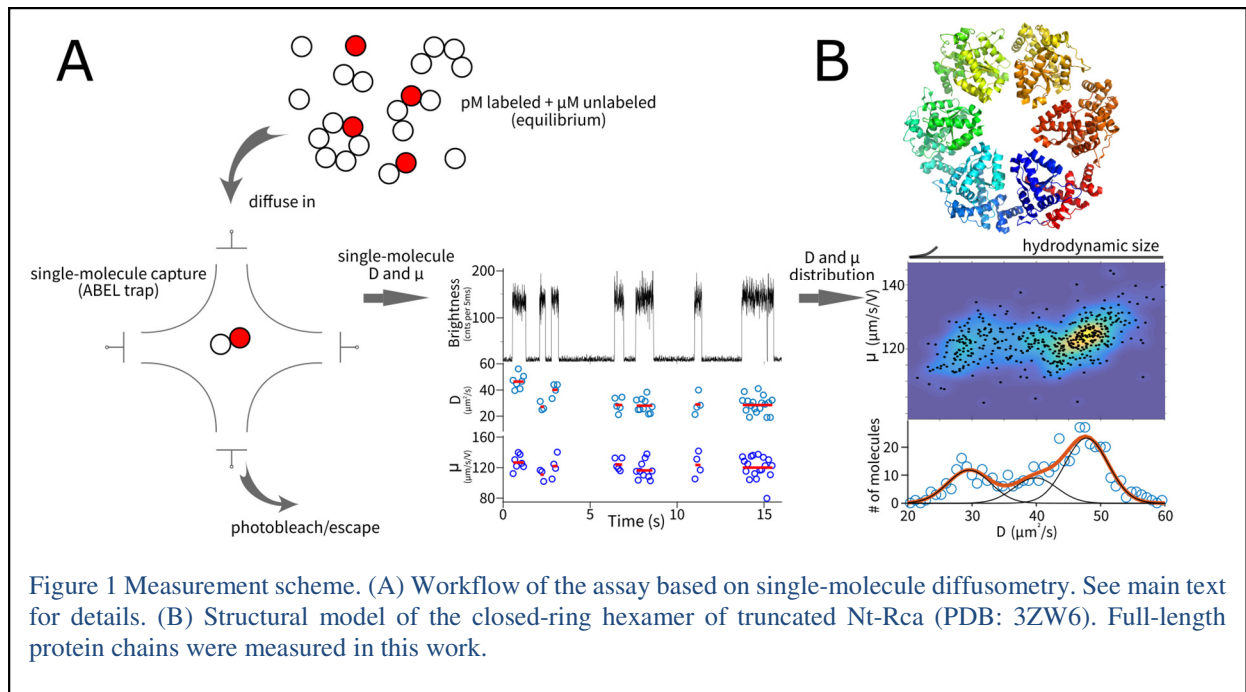 A
pM labeled + μM unlabeled
(equilibrium)
diffuse in
single-molecule capture
(ABEL trap)
photobleach/escape
single-molecule
D and μ
Brightness
(cnts per 5ms)
200
100
60
40
20
D
(μm²/s)
160
120
80
μ
(μm/s/V)
0
5
10
15
Time (s)
D and μ
distribution
B
hydrodynamic size
140
120
μ (μm/s/V)
20
10
0
# of molecules
20
30
40
50
60
D (μm²/s)
Figure 1 Measurement scheme. (A) Workflow of the assay based on single-molecule diffusometry. See main text
for details. (B) Structural model of the closed-ring hexamer of truncated Nt-Rca (PDB: 3ZW6). Full-length
protein chains were measured in this work.